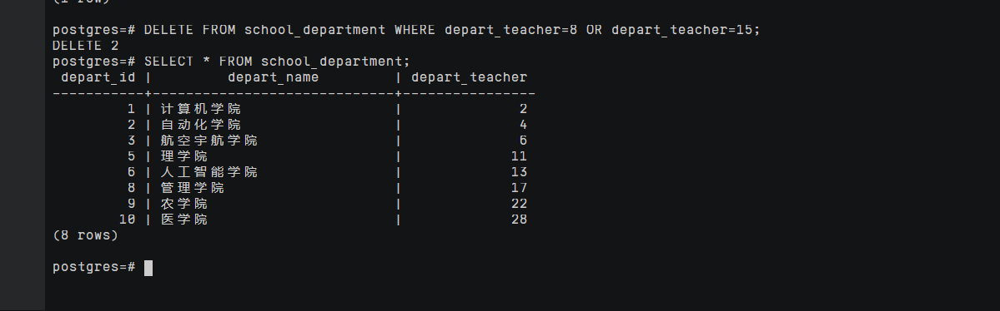 (1 row)
postgres=# DELETE FROM school_department WHERE depart_teacher=8 OR depart_teacher=15;
DELETE 2
postgres=# SELECT * FROM school_department;
 depart_id |         depart_name         | depart_teacher
-----------+-----------------------------+----------------
         1 | 计算机学院                  |              2
         2 | 自动化学院                  |              4
         3 | 航空宇航学院                |              6
         5 | 理学院                      |             11
         6 | 人工智能学院                |             13
         8 | 管理学院                    |             17
         9 | 农学院                      |             22
        10 | 医学院                      |             28
(8 rows)
postgres=#